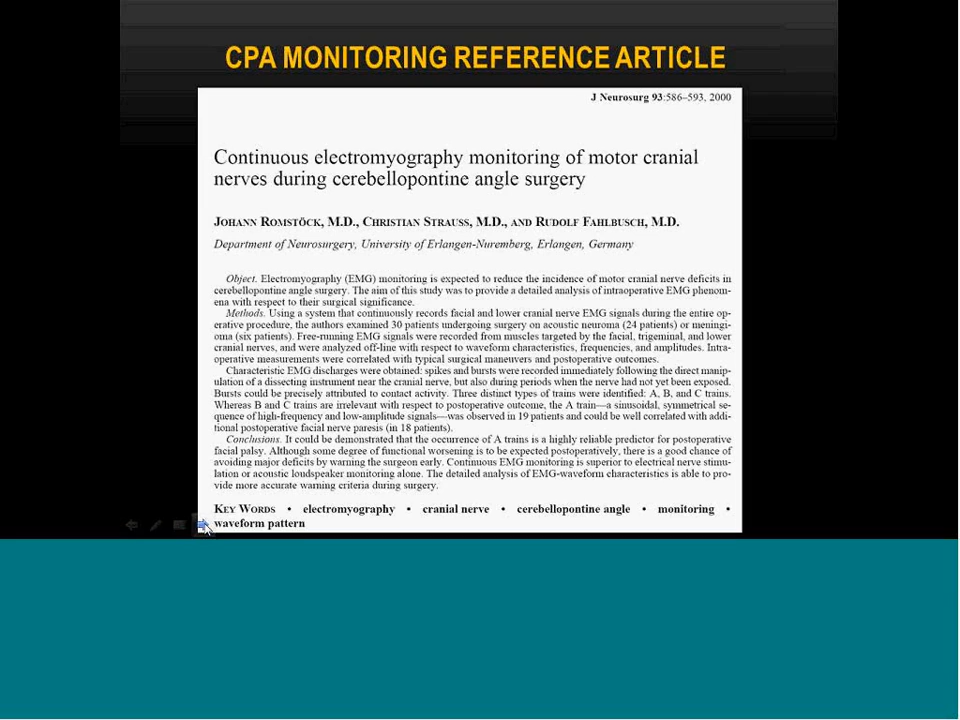 CPA MONITORING REFERENCE ARTICLE
J Neurosurg 93:586–593, 2000
Continuous electromyography monitoring of motor cranial
nerves during cerebellopontine angle surgery
JOHANN ROMSTÖCK, M.D., CHRISTIAN STRAUSS, M.D., AND RUDOLF FAHLBUSCH, M.D.
Department of Neurosurgery, University of Erlangen-Nuremberg, Erlangen, Germany
Object. Electromyography (EMG) monitoring is expected to reduce the incidence of motor cranial nerve deficits in
cerebellopontine angle surgery. The aim of this study was to provide a detailed analysis of intraoperative EMG phenom-
ena with respect to their surgical significance.
Methods. Using a system that continuously records facial and lower cranial nerve EMG signals during the entire op-
erative procedure, the authors examined 30 patients undergoing surgery on acoustic neuroma (24 patients) or meningi-
oma (six patients). Free-running EMG signals were recorded from muscles targeted by the facial, trigeminal, and lower
cranial nerves, and were analyzed off-line with respect to waveform characteristics, frequencies, and amplitudes. Intra-
operative measurements were correlated with typical surgical maneuvers and postoperative outcomes.
Characteristic EMG discharges were obtained: spikes and bursts were recorded immediately following the direct manip-
ulation of a dissecting instrument near the cranial nerve, but also during periods when the nerve had not yet been exposed.
Bursts could be precisely attributed to contact activity. Three distinct types of trains were identified: A, B, and C trains.
Whereas B and C trains are irrelevant with respect to postoperative outcome, the A train—a sinusoidal, symmetrical se-
quence of high-frequency and low-amplitude signals—was observed in 19 patients and could be well correlated with addi-
tional postoperative facial nerve paresis (in 18 patients).
Conclusions. It could be demonstrated that the occurrence of A trains is a highly reliable predictor for postoperative
facial palsy. Although some degree of functional worsening is to be expected postoperatively, there is a good chance of
avoiding major deficits by warning the surgeon early. Continuous EMG monitoring is superior to electrical nerve stimu-
lation or acoustic loudspeaker monitoring alone. The detailed analysis of EMG-waveform characteristics is able to pro-
vide more accurate warning criteria during surgery.
KEY WORDS • electromyography • cranial nerve • cerebellopontine angle • monitoring •
waveform pattern